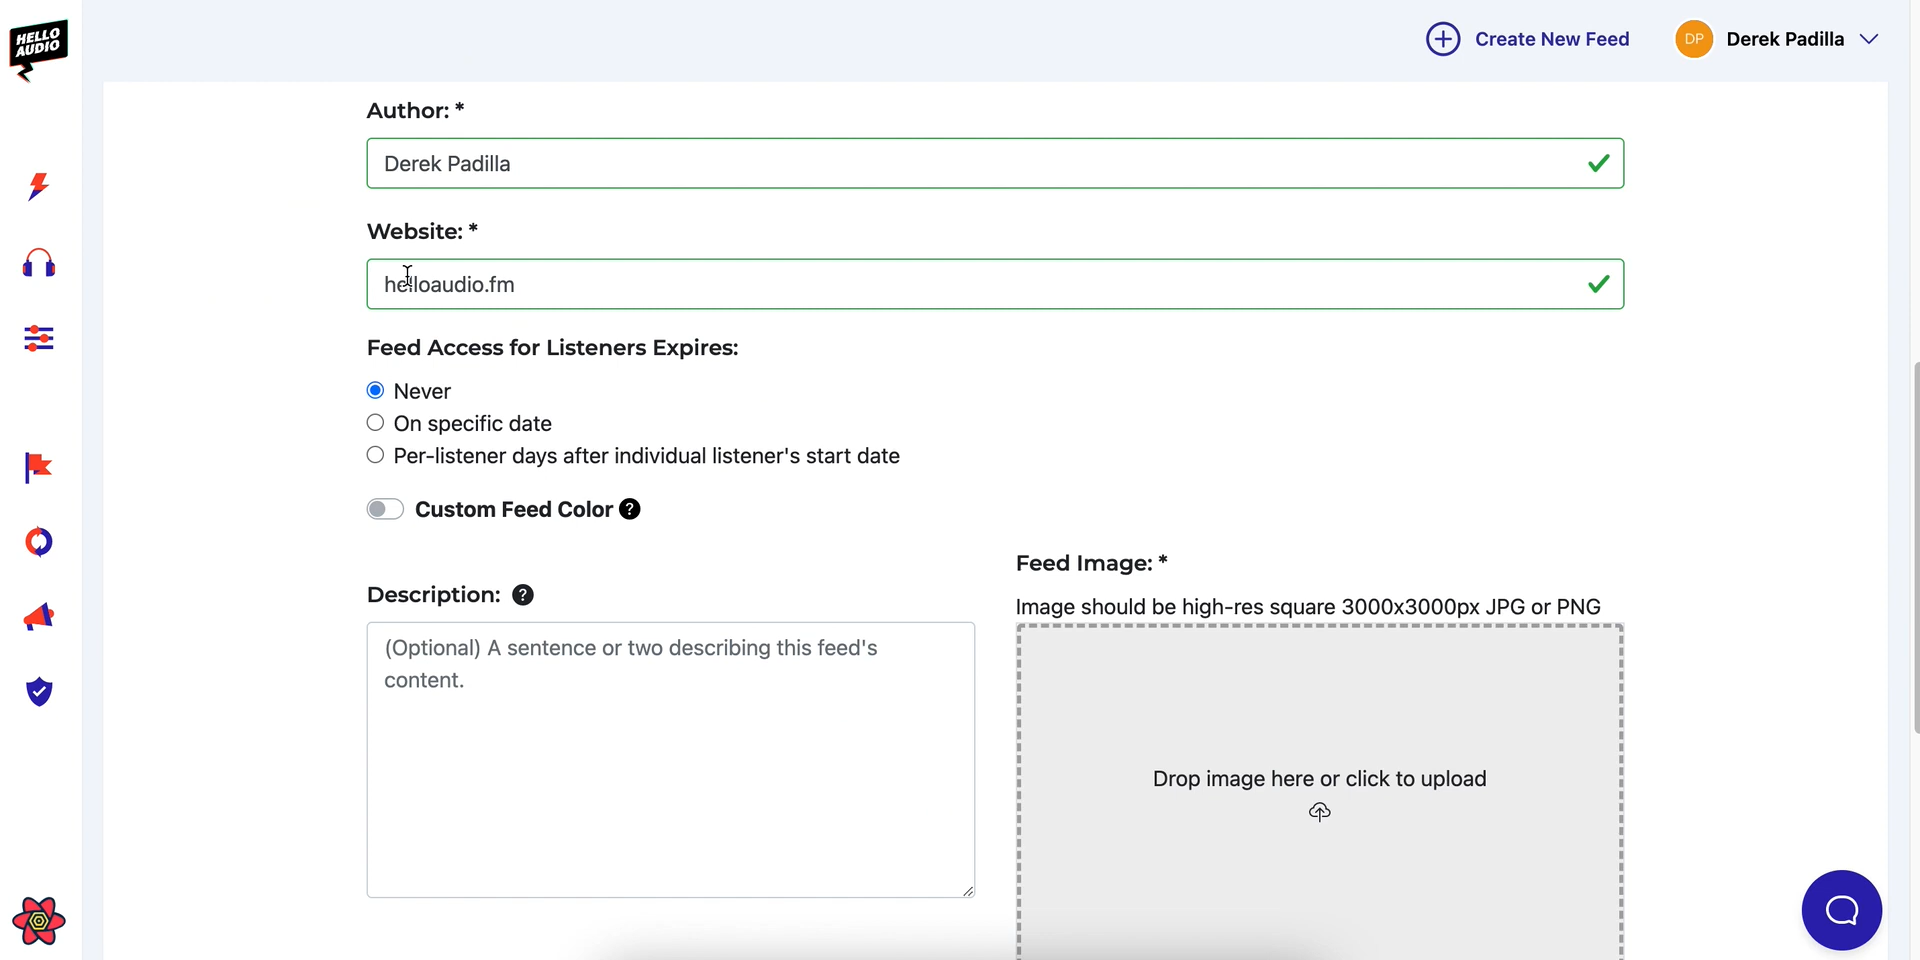 HELLO
AUDIO
Create New Feed
DP
Derek Padilla
Author: *
Derek Padilla
Website: *
helloaudio.fm
Feed Access for Listeners Expires:
Never
On specific date
Per-listener days after individual listener's start date
Custom Feed Color ?
Description: ?
(Optional) A sentence or two describing this feed's
content.
Feed Image: *
Image should be high-res square 3000x3000px JPG or PNG
Drop image here or click to upload